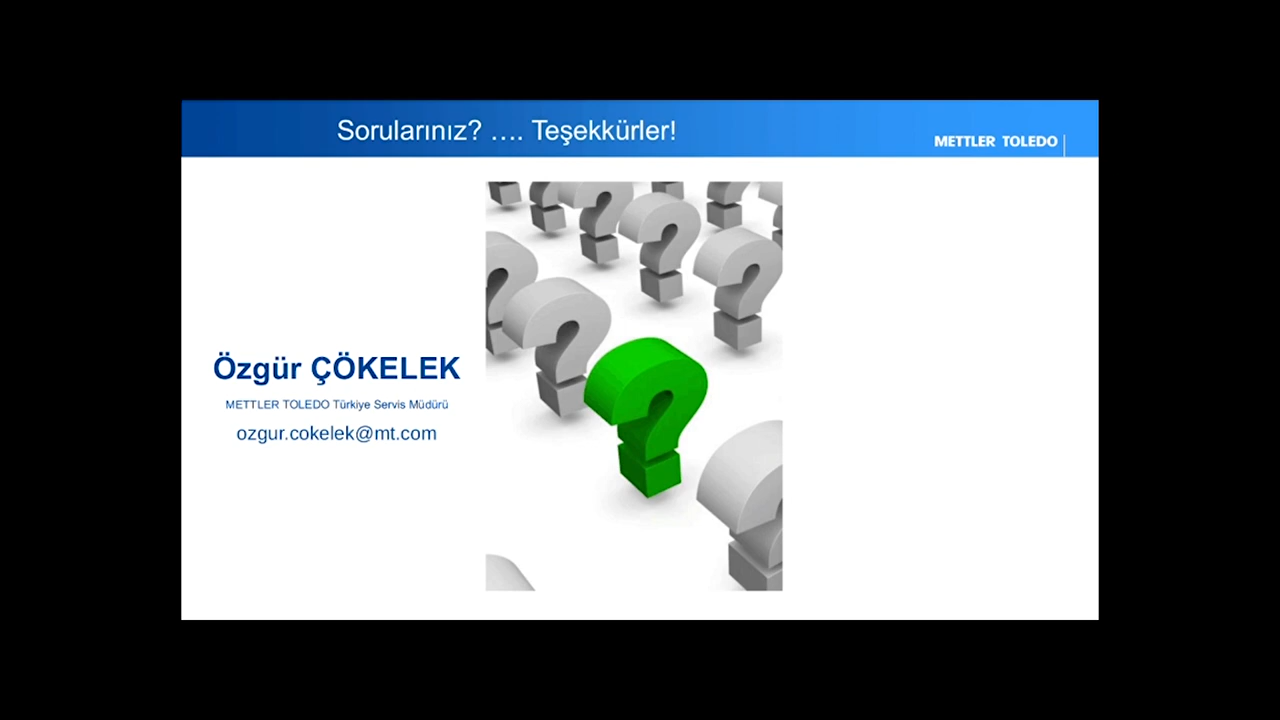 Sorularınız? .... Teşekkürler!
METTLER TOLEDO
Özgür ÇÖKELEK
METTLER TOLEDO Türkiye Servis Müdürü
ozgur.cokelek@mt.com